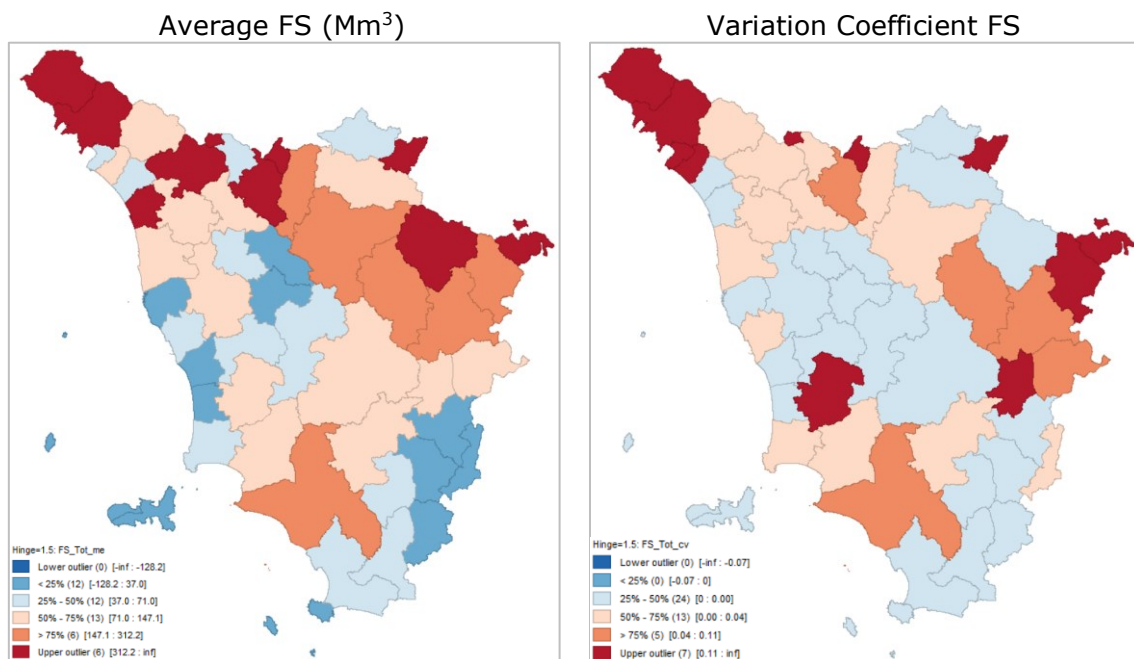 Average FS (Mm³)
Variation Coefficient FS
Hinge=1.5: FS_Tot_me
Lower outlier (0) [-inf : -128.2]
< 25% (12) [-128.2 : 37.0]
25% - 50% (12) [37.0 : 71.0]
50% - 75% (13) [71.0 : 147.1]
> 75% (6) [147.1 : 312.2]
Upper outlier (6) [312.2 : inf]
Hinge=1.5: FS_Tot_cv
Lower outlier (0) [-inf : -0.07]
< 25% (0) [-0.07 : 0]
25% - 50% (24) [0 : 0.00]
50% - 75% (13) [0.00 : 0.04]
> 75% (5) [0.04 : 0.11]
Upper outlier (7) [0.11 : inf]